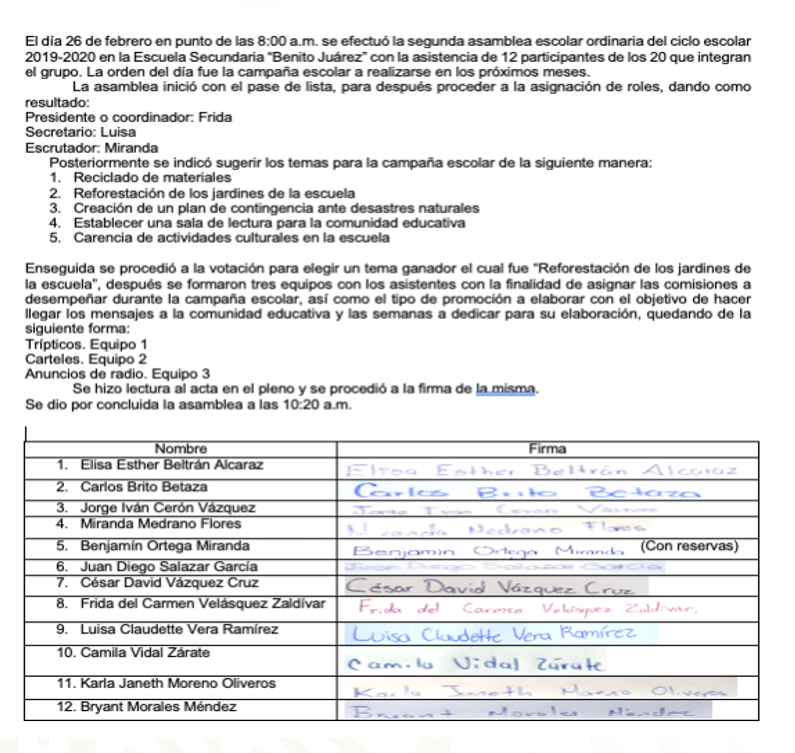 El día 26 de febrero en punto de las 8:00 a.m. se efectuó la segunda asamblea escolar ordinaria del ciclo escolar
2019-2020 en la Escuela Secundaria "Benito Juárez" con la asistencia de 12 participantes de los 20 que integran
el grupo. La orden del día fue la campaña escolar a realizarse en los próximos meses.
La asamblea inició con el pase de lista, para después proceder a la asignación de roles, dando como
resultado:
Presidente o coordinador: Frida
Secretario: Luisa
Escrutador: Miranda
Posteriormente se indicó sugerir los temas para la campaña escolar de la siguiente manera:
1. Reciclado de materiales
2. Reforestación de los jardines de la escuela
3. Creación de un plan de contingencia ante desastres naturales
4. Establecer una sala de lectura para la comunidad educativa
5. Carencia de actividades culturales en la escuela
Enseguida se procedió a la votación para elegir un tema ganador el cual fue "Reforestación de los jardines de
la escuela", después se formaron tres equipos con los asistentes con la finalidad de asignar las comisiones a
desempeñar durante la campaña escolar, así como el tipo de promoción a elaborar con el objetivo de hacer
llegar los mensajes a la comunidad educativa y las semanas a dedicar para su elaboración, quedando de la
siguiente forma:
Trípticos. Equipo 1
Carteles. Equipo 2
Anuncios de radio. Equipo 3
Se hizo lectura al acta en el pleno y se procedió a la firma de la misma.
Se dio por concluida la asamblea a las 10:20 a.m.
Nombre Firma
1. Elisa Esther Beltrán Alcaraz Elisa Esther Beltrán Alcaraz
2. Carlos Brito Betaza Carlos Brito Betaza
3. Jorge Iván Cerón Vázquez Jorge Ivan Ceron Vazquez
4. Miranda Medrano Flores Miranda Medrano Flores
5. Benjamín Ortega Miranda Benjamin Ortega Miranda (Con reservas)
6. Juan Diego Salazar García Juan Diego Salazar García
7. César David Vázquez Cruz César David Vázquez Cruz
8. Frida del Carmen Velásquez Zaldívar Frida del Carmen Velásquez Zaldívar.
9. Luisa Claudette Vera Ramírez Luisa Claudette Vera Ramírez
10. Camila Vidal Zárate Camila Vidal Zárate
11. Karla Janeth Moreno Oliveros Karla Janeth Moreno Oliveros
12. Bryant Morales Méndez Bryant Morales Méndez